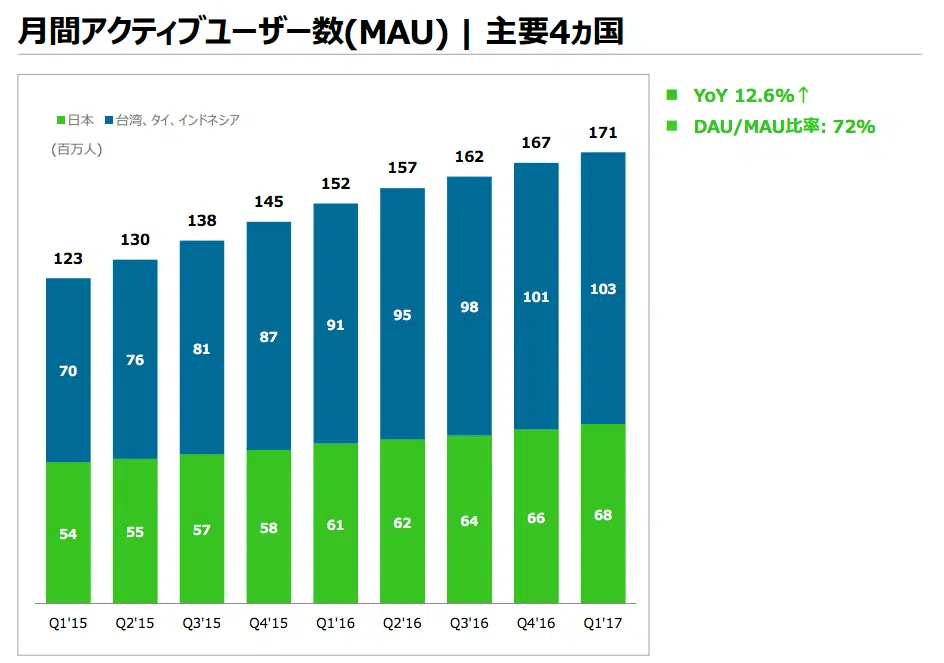 月間アクティブユーザー数(MAU) | 主要4ヵ国
■日本 ■台湾、タイ、インドネシア
(百万人)
■ YoY 12.6%↑
■ DAU/MAU比率: 72%
123 130 138 145 152 157 162 167 171
70 76 81 87 91 95 98 101 103
54 55 57 58 61 62 64 66 68
Q1'15 Q2'15 Q3'15 Q4'15 Q1'16 Q2'16 Q3'16 Q4'16 Q1'17